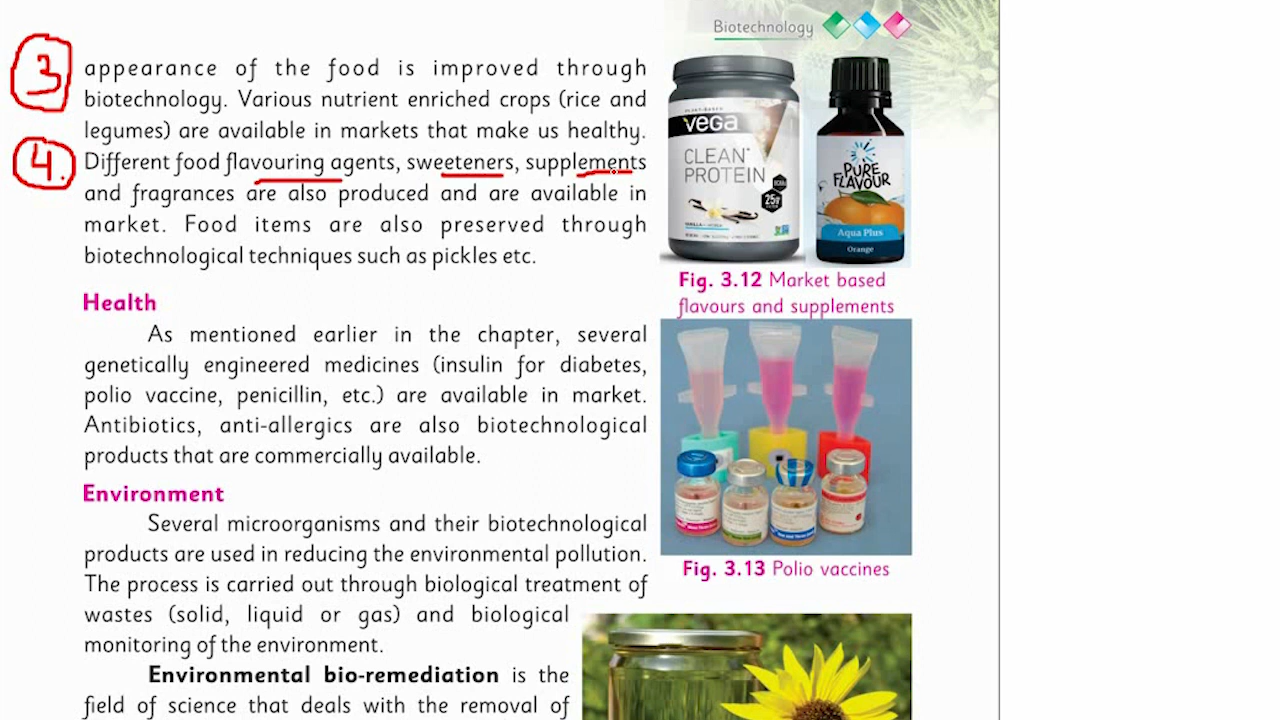 Biotechnology
3
appearance of the food is improved through
biotechnology. Various nutrient enriched crops (rice and
legumes) are available in markets that make us healthy.
4.
Different food flavouring agents, sweeteners, supplements
and fragrances are also produced and are available in
market. Food items are also preserved through
biotechnological techniques such as pickles etc.
vega
CLEAN
PROTEIN
25g
PURE
FLAVOUR
Aqua Plus
Orange
Fig. 3.12 Market based
flavours and supplements
Health
As mentioned earlier in the chapter, several
genetically engineered medicines (insulin for diabetes,
polio vaccine, penicillin, etc.) are available in market.
Antibiotics, anti-allergics are also biotechnological
products that are commercially available.
Fig. 3.13 Polio vaccines
Environment
Several microorganisms and their biotechnological
products are used in reducing the environmental pollution.
The process is carried out through biological treatment of
wastes (solid, liquid or gas) and biological
monitoring of the environment.
Environmental bio-remediation is the
field of science that deals with the removal of